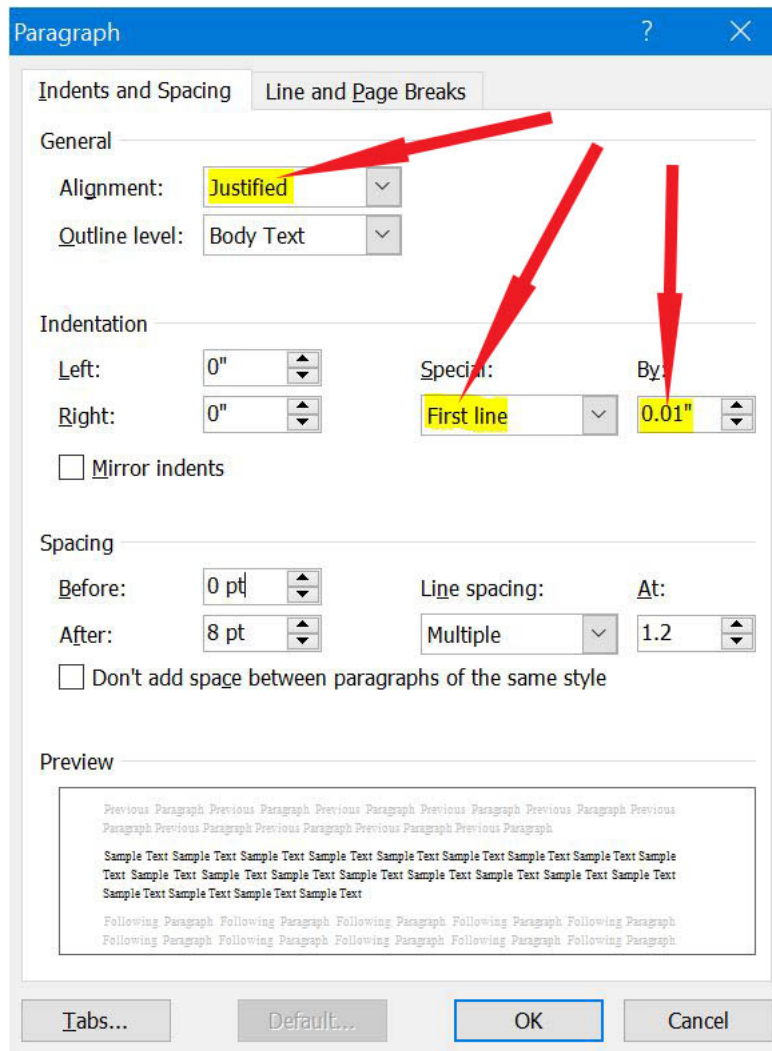 Paragraph ?
Indents and Spacing Line and Page Breaks
General
Alignment: Justified
Outline level: Body Text
Indentation
Left: 0" Special: By:
Right: 0" First line 0.01"
Mirror indents
Spacing
Before: 0 pt Line spacing: At:
After: 8 pt Multiple 1.2
Don't add space between paragraphs of the same style
Preview
Previous Paragraph Previous Paragraph Previous Paragraph Previous Paragraph Previous Paragraph Previous
Paragraph Previous Paragraph Previous Paragraph Previous Paragraph Previous Paragraph
Sample Text Sample Text Sample Text Sample Text Sample Text Sample Text Sample Text Sample Text Sample
Text Sample Text Sample Text Sample Text Sample Text Sample Text Sample Text Sample Text Sample Text
Sample Text Sample Text Sample Text Sample Text
Following Paragraph Following Paragraph Following Paragraph Following Paragraph Following Paragraph
Following Paragraph Following Paragraph Following Paragraph Following Paragraph Following Paragraph
Tabs... Default... OK Cancel